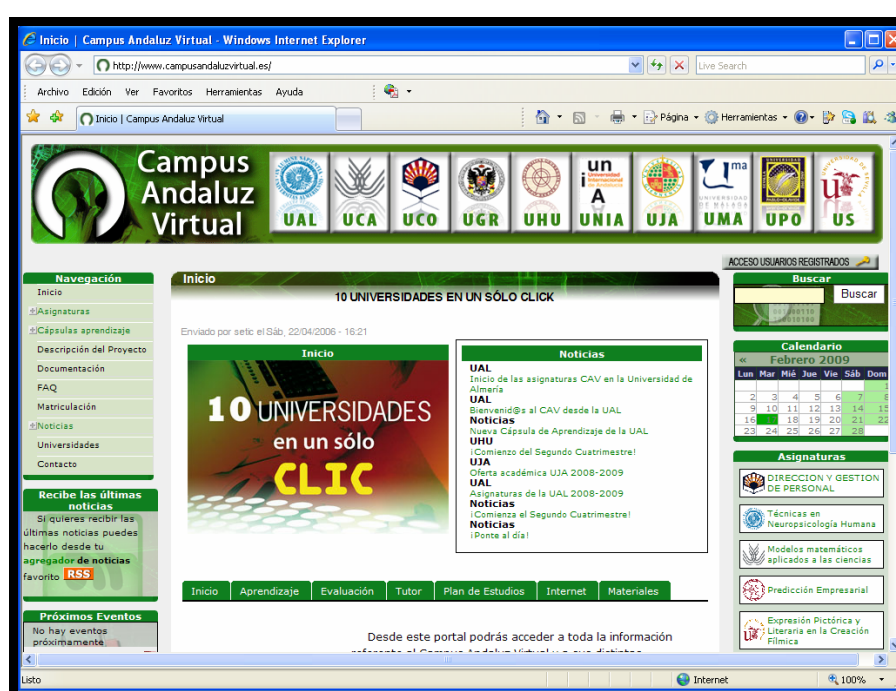 Inicio | Campus Andaluz Virtual - Windows Internet Explorer
http://www.campusandaluzvirtual.es/
Live Search
Archivo Edición Ver Favoritos Herramientas Ayuda
Inicio | Campus Andaluz Virtual
Página Herramientas
Campus
Andaluz
Virtual
UAL UCA UCO UGR UHU UNIA UJA UMA UPO US
ACCESO USUARIOS REGISTRADOS
Navegación
Inicio
Asignaturas
Cápsulas aprendizaje
Descripción del Proyecto
Documentación
FAQ
Matriculación
Noticias
Universidades
Contacto
Recibe las últimas
noticias
Si quieres recibir las
últimas noticias puedes
hacerlo desde tu
agregador de noticias
favorito RSS
Próximos Eventos
No hay eventos
próximamente
Inicio
10 UNIVERSIDADES EN UN SÓLO CLICK
Enviado por setic el Sáb, 22/04/2006 - 16:21
Inicio
10 UNIVERSIDADES
en un sólo
CLIC
Noticias
UAL
Inicio de las asignaturas CAV en la Universidad de
Almería
UAL
Bienvenid@s al CAV desde la UAL
Noticias
Nueva Cápsula de Aprendizaje de la UAL
UHU
¡Comienzo del Segundo Cuatrimestre!
UJA
Oferta académica UJA 2008-2009
UAL
Asignaturas de la UAL 2008-2009
Noticias
¡Comienza el Segundo Cuatrimestre!
Noticias
¡Ponte al día!
Inicio Aprendizaje Evaluación Tutor Plan de Estudios Internet Materiales
Desde este portal podrás acceder a toda la información
Buscar
Buscar
Calendario
« Febrero 2009
Lun Mar Mié Jue Vie Sáb Dom
1
2 3 4 5 6 7 8
9 10 11 12 13 14 15
16 18 19 20 21 22
23 24 25 26 27 28
Asignaturas
DIRECCION Y GESTION
DE PERSONAL
Técnicas en
Neuropsicología Humana
Modelos matemáticos
aplicados a las ciencias
Predicción Empresarial
Expresión Pictórica y
Literaria en la Creación
Fílmica
Listo
Internet
100%